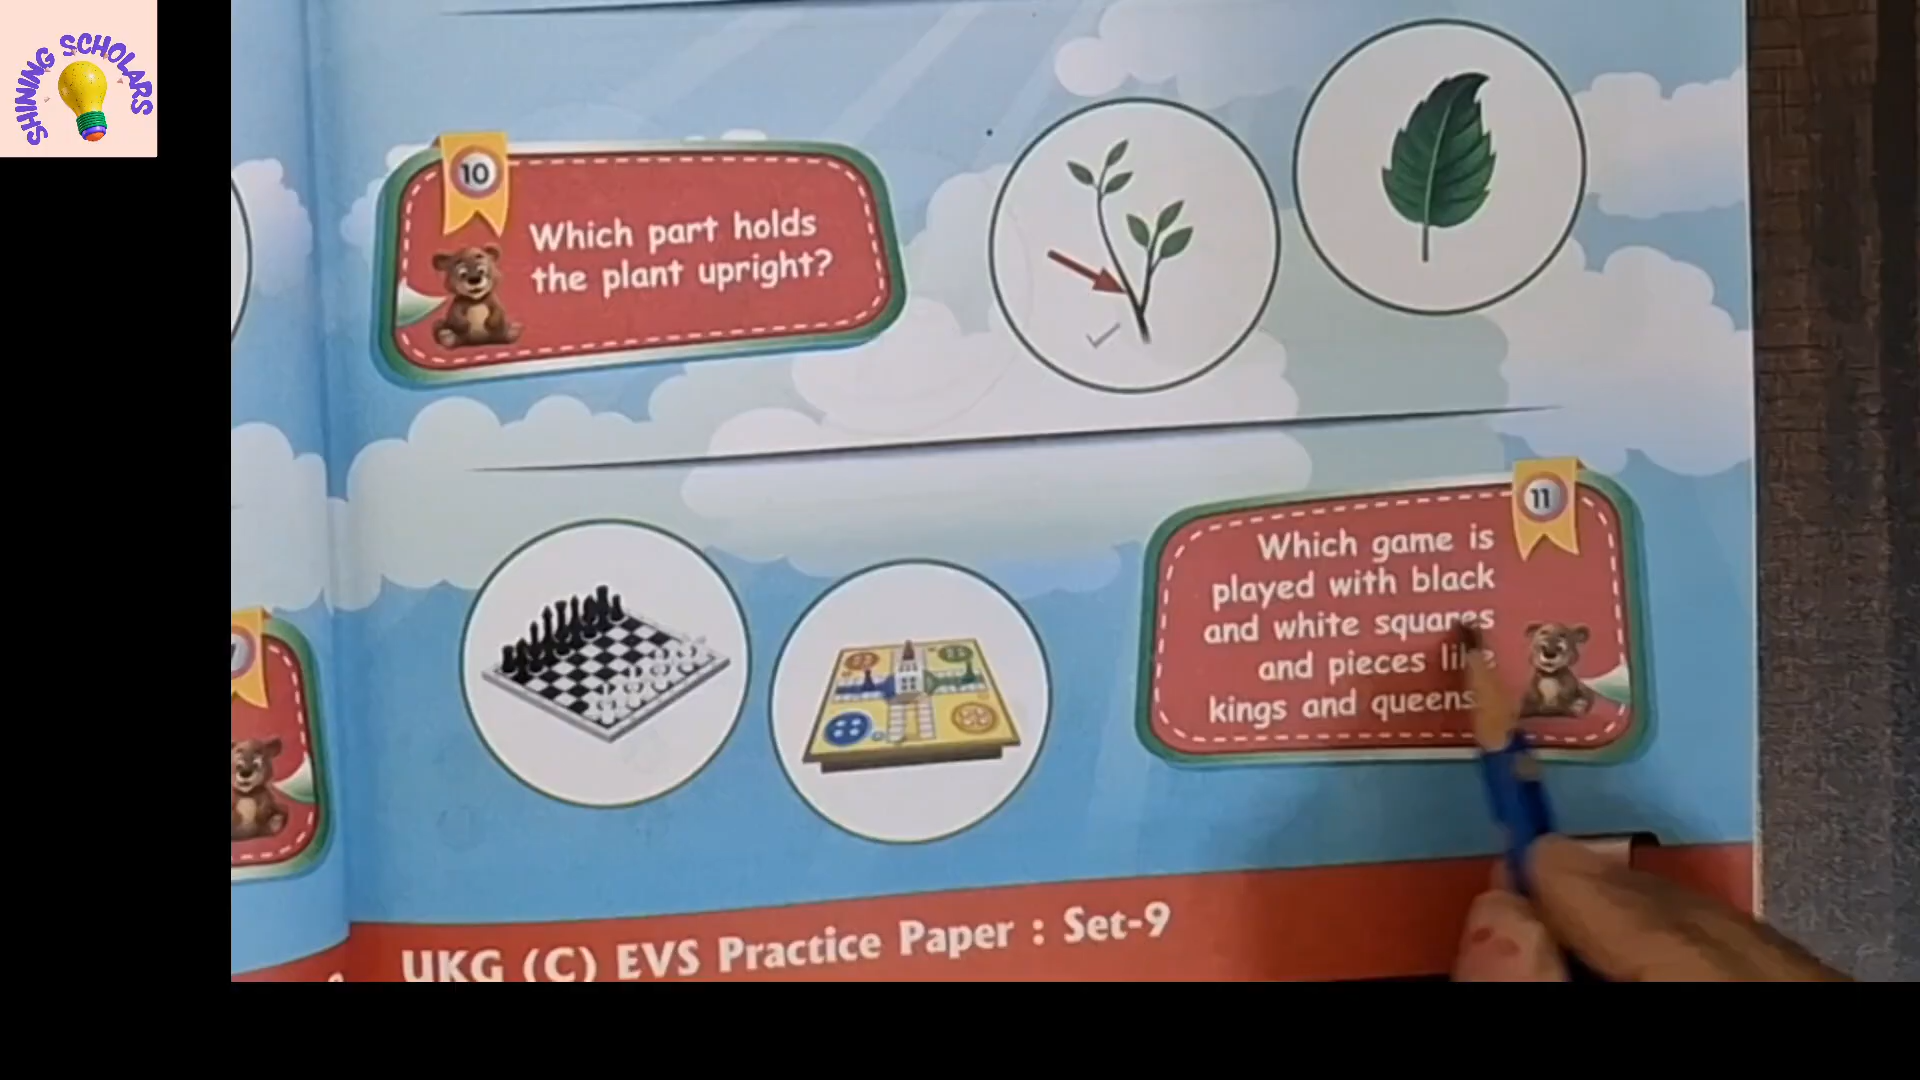 SHINING SCHOLARS
10
Which part holds
the plant upright?
11
Which game is
played with black
and white squares
and pieces like
kings and queens
UKG (C) EVS Practice Paper : Set-9